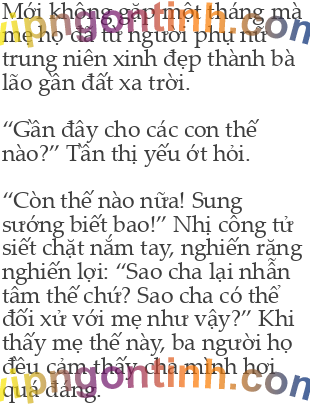 Mới không gặp một tháng mà
mẹ họ đã từ người phụ nữ
trung niên xinh đẹp thành bà
lão gần đất xa trời.
“Gần đây cho các con thế
nào?” Tần thị yếu ớt hỏi.
“Còn thế nào nữa! Sung
sướng biết bao!” Nhị công tử
siết chặt nắm tay, nghiến răng
nghiến lợi: “Sao cha lại nhẫn
tâm thế chứ? Sao cha có thể
đối xử với mẹ như vậy?” Khi
thấy mẹ thế này, ba người họ
đều cảm thấy cha mình hơi
quá đáng.
vipngontinh.com
vipngontinh.com